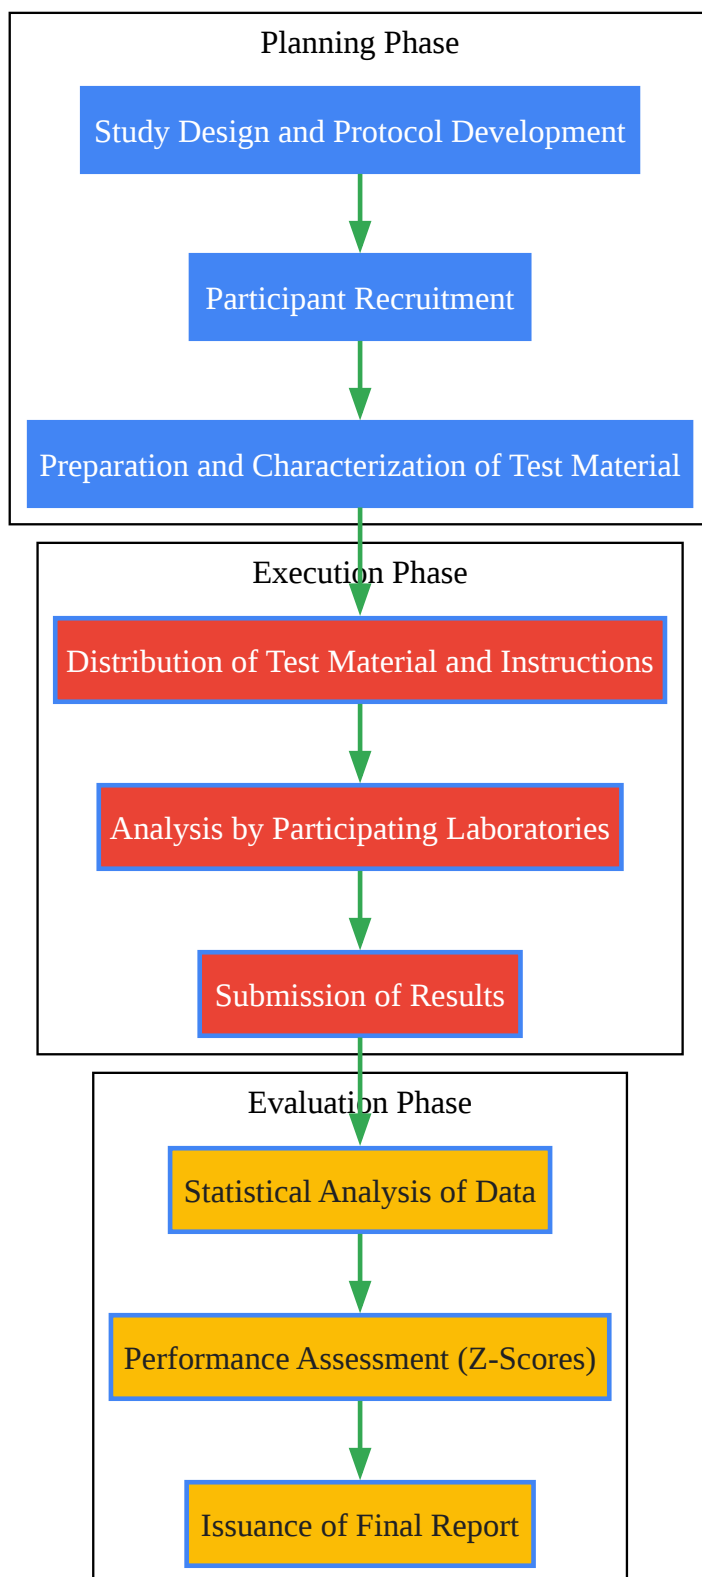 Planning Phase
Study Design and Protocol Development
Participant Recruitment
Preparation and Characterization of Test Material
Execution Phase
Distribution of Test Material and Instructions
Analysis by Participating Laboratories
Submission of Results
Evaluation Phase
Statistical Analysis of Data
Performance Assessment (Z-Scores)
Issuance of Final Report